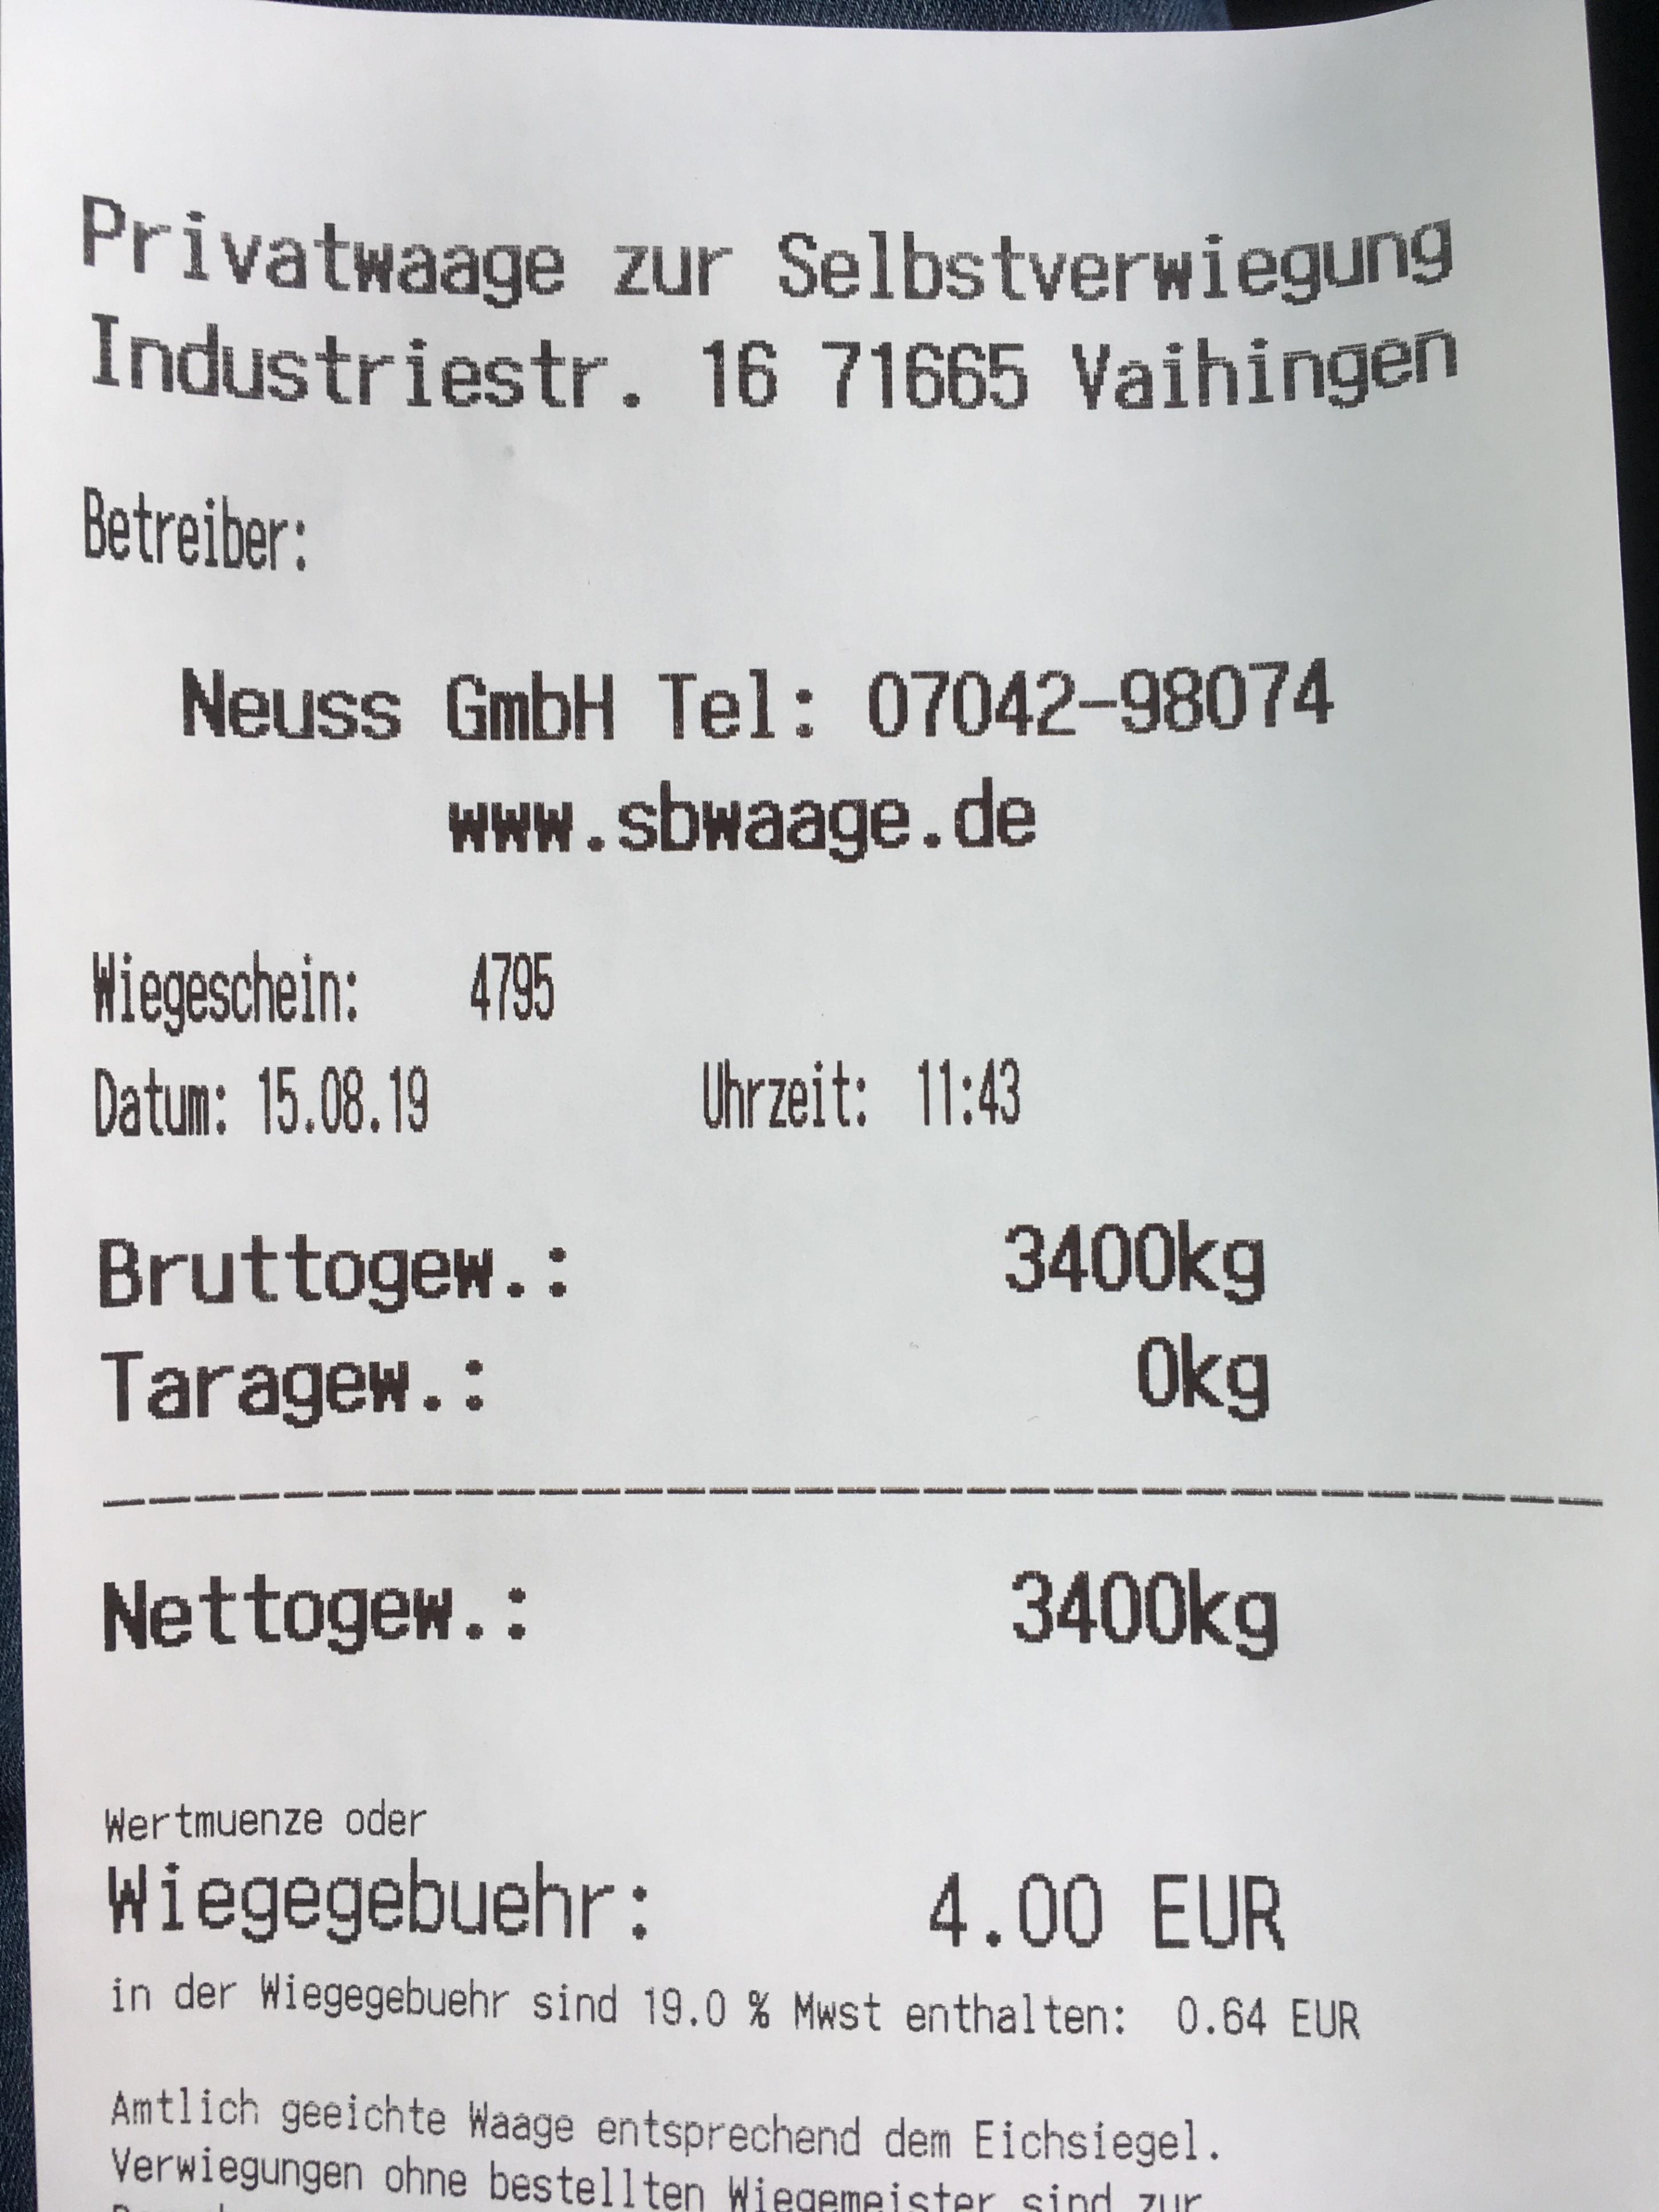 Privatwaage zur Selbstverwiegung
Industriestr. 16 71665 Vaihingen
Betreiber:
Neuss GmbH Tel: 07042-98074
www.sbwaage.de
Wiegeschein: 4795
Datum: 15.08.19 Uhrzeit: 11:43
Bruttogew.: 3400kg
Taragew.: 0kg
Nettogew.: 3400kg
Wertmuenze oder
Wiegegebuehr: 4.00 EUR
in der Wiegegebuehr sind 19.0 % Mwst enthalten: 0.64 EUR
Amtlich geeichte Waage entsprechend dem Eichsiegel.
Verwiegungen ohne bestellten Wiegemeister sind zur